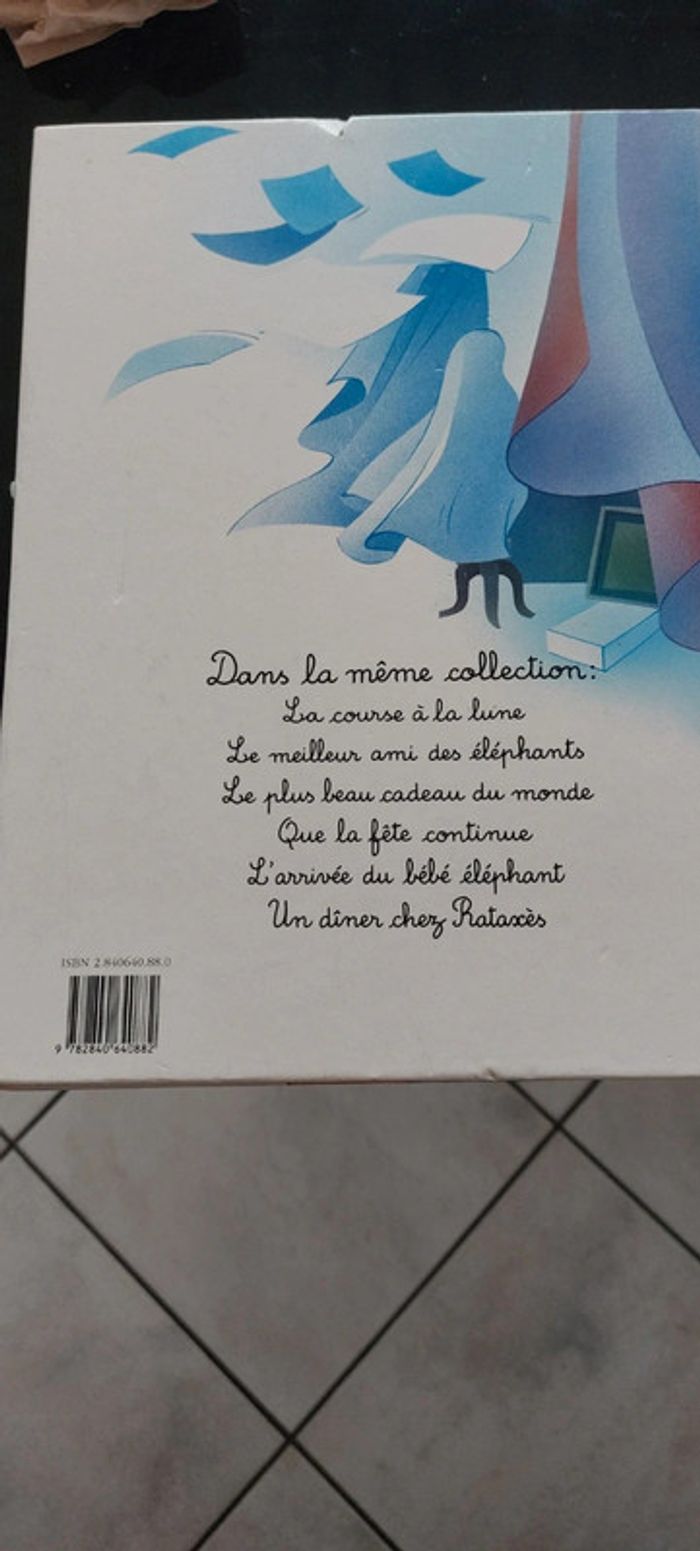 Dans la même collection:
La course à la lune
Le meilleur ami des éléphants
Le plus beau cadeau du monde
Que la fête continue
L'arrivée du bébé éléphant
Un dîner chez Rataxès
ISBN 2.840640.88.0
9 782840 640882